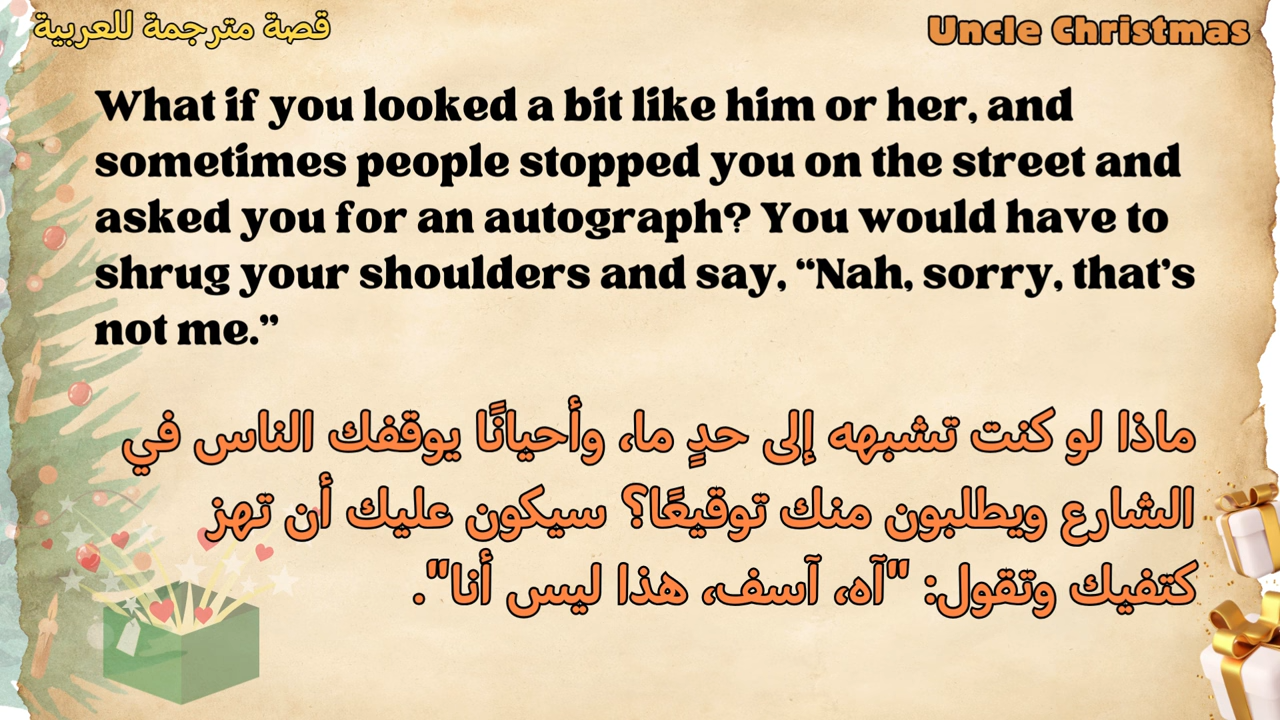 قصة مترجمة للعربية
Uncle Christmas
What if you looked a bit like him or her, and
sometimes people stopped you on the street and
asked you for an autograph? You would have to
shrug your shoulders and say, “Nah, sorry, that’s
not me.”
ماذا لو كنت تشبهه إلى حدٍ ما، وأحيانًا يوقفك الناس في
الشارع ويطلبون منك توقيعًا؟ سيكون عليك أن تهز
كتفيك وتقول: "آه، آسف، هذا ليس أنا".